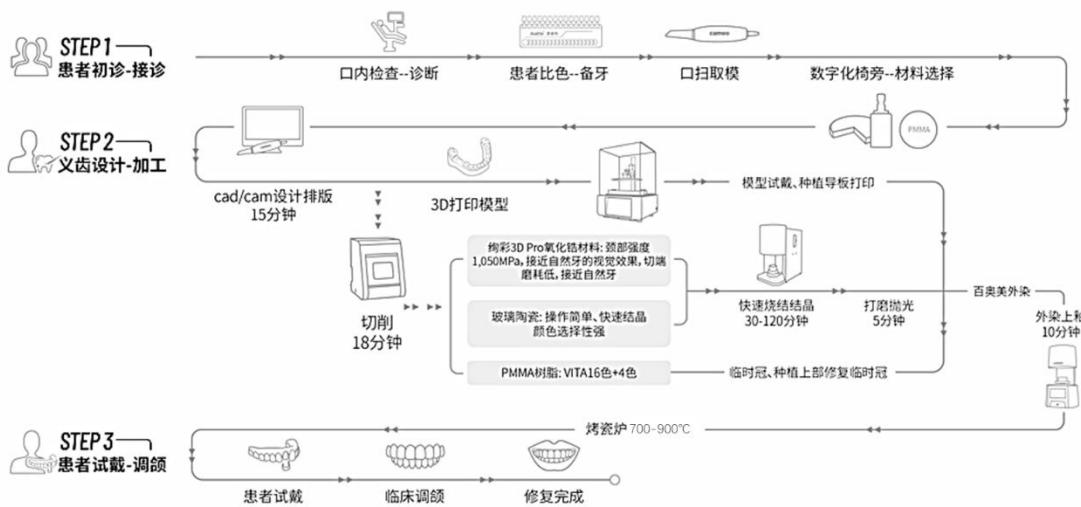 STEP 1
患者初诊-接诊
口内检查--诊断
患者比色--备牙
cameo
口扫取模
数字化椅旁--材料选择
STEP 2
义齿设计-加工
PMMA
cad/cam设计排版
15分钟
3D打印模型
模型试戴、种植导板打印
切削
18分钟
绚彩3D Pro氧化锆材料: 颈部强度
1,050MPa, 接近自然牙的视觉效果, 切端
磨耗低, 接近自然牙
玻璃陶瓷: 操作简单、快速结晶
颜色选择性强
PMMA树脂: VITA16色+4色
快速烧结结晶
30-120分钟
打磨抛光
5分钟
百奥美外染
临时冠、种植上部修复临时冠
外染上釉
10分钟
烤瓷炉 700-900℃
STEP 3
患者试戴-调颌
患者试戴
临床调颌
修复完成